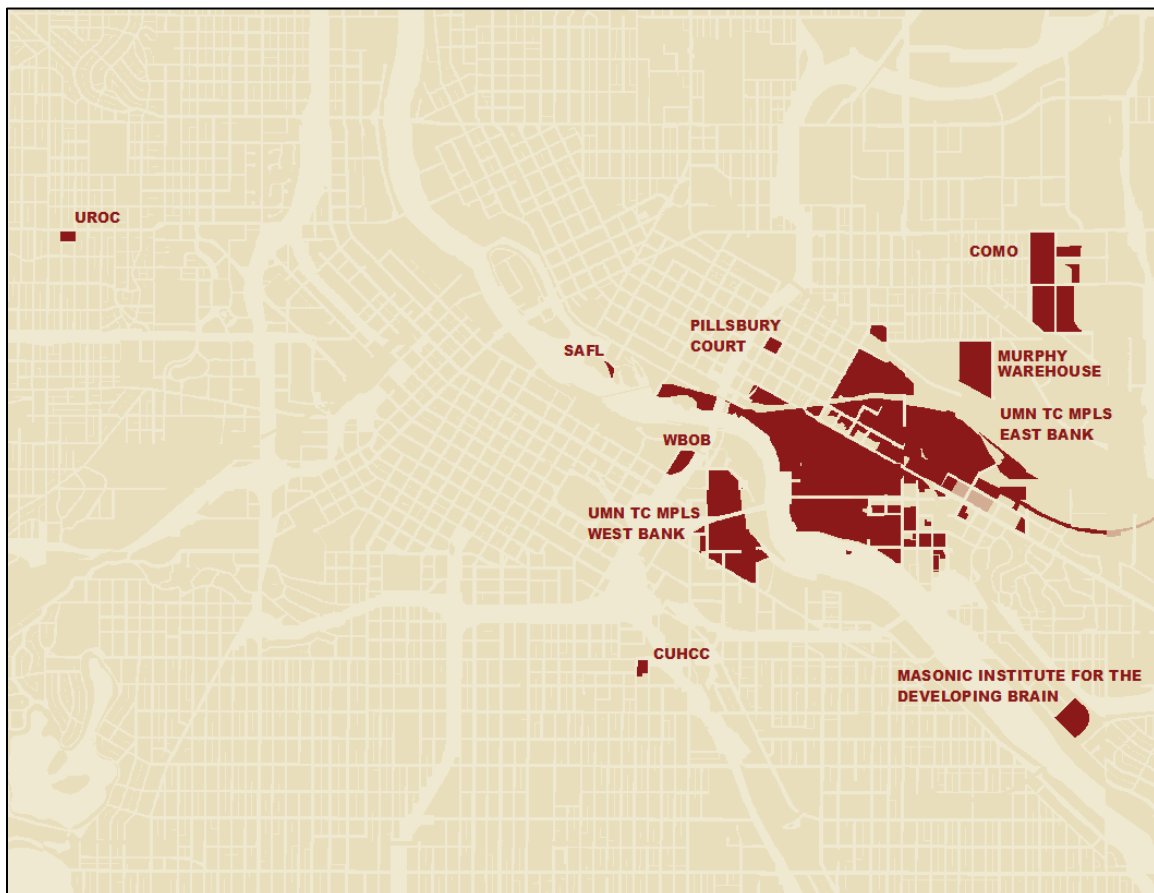 UROC
COMO
PILLSBURY
COURT
SAFL
MURPHY
WAREHOUSE
UMN TC MPLS
EAST BANK
WBOB
UMN TC MPLS
WEST BANK
CUHCC
MASONIC INSTITUTE FOR THE
DEVELOPING BRAIN